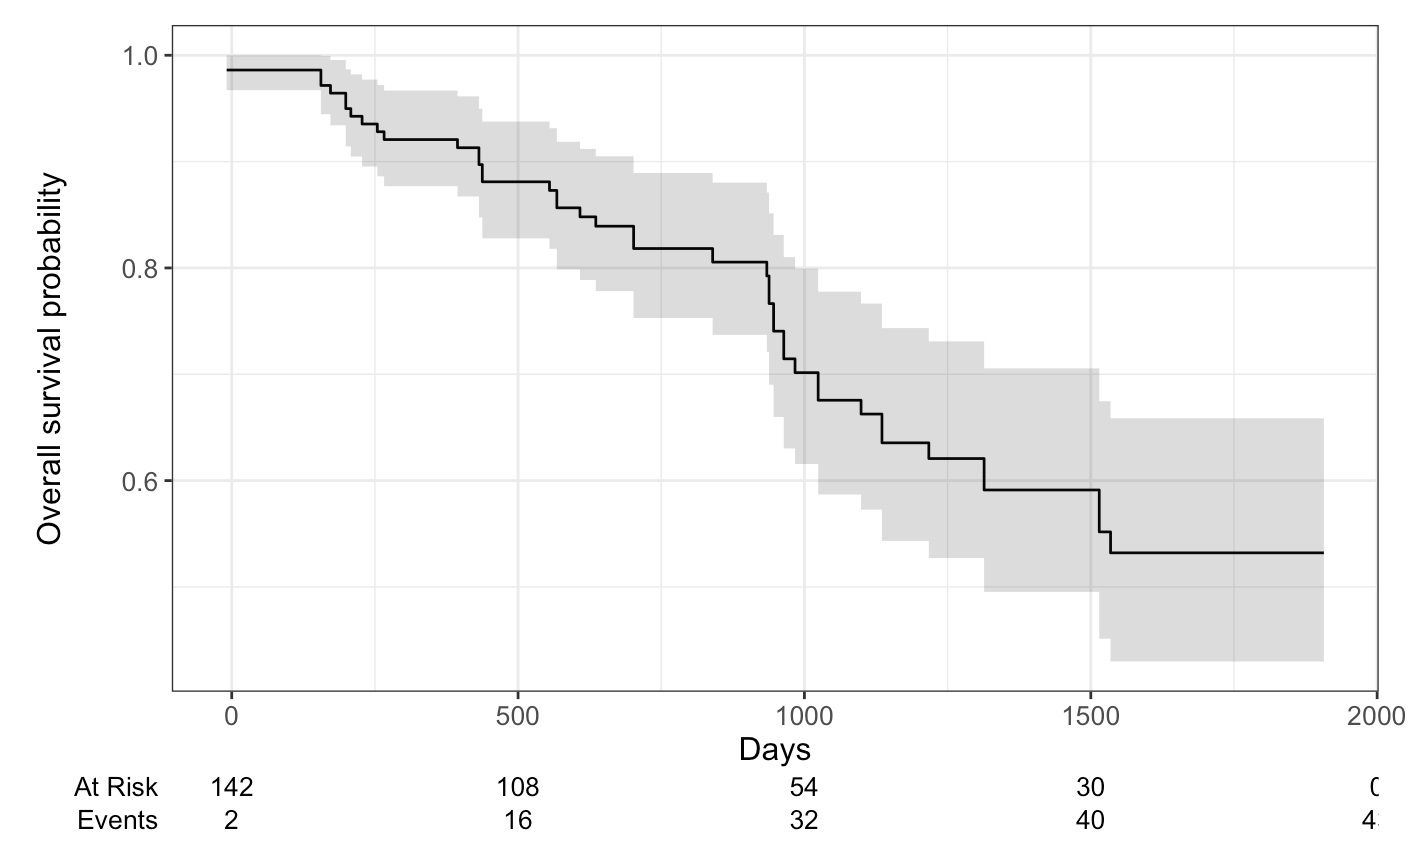 Overall survival probability
1.0
0.8
0.6
0 500 1000 1500 2000
Days
At Risk 142 108 54 30
Events 2 16 32 40